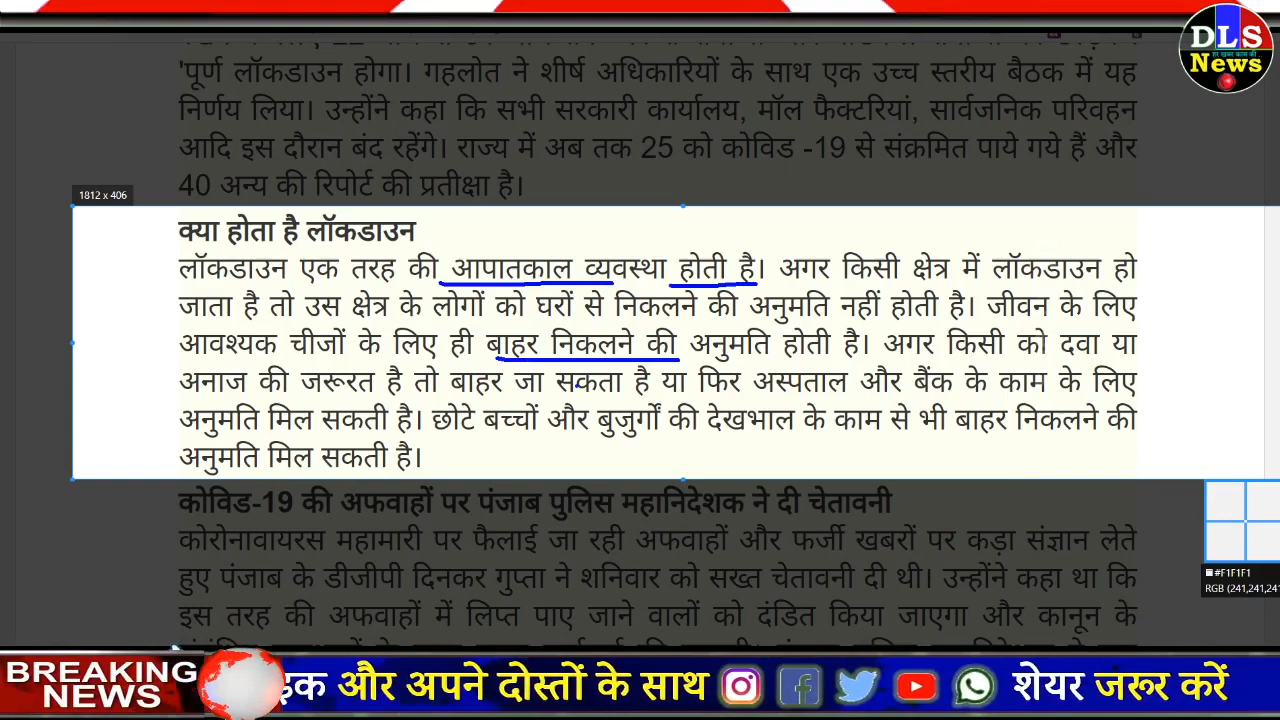 'पूर्ण लॉकडाउन होगा। गहलोत ने शीर्ष अधिकारियों के साथ एक उच्च स्तरीय बैठक में यह
निर्णय लिया। उन्होंने कहा कि सभी सरकारी कार्यालय, मॉल फैक्टरियां, सार्वजनिक परिवहन
आदि इस दौरान बंद रहेंगे। राज्य में अब तक 25 को कोविड -19 से संक्रमित पाये गये हैं और
40 अन्य की रिपोर्ट की प्रतीक्षा है।
1812 x 406
क्या होता है लॉकडाउन
लॉकडाउन एक तरह की आपातकाल व्यवस्था होती है। अगर किसी क्षेत्र में लॉकडाउन हो
जाता है तो उस क्षेत्र के लोगों को घरों से निकलने की अनुमति नहीं होती है। जीवन के लिए
आवश्यक चीजों के लिए ही बाहर निकलने की अनुमति होती है। अगर किसी को दवा या
अनाज की जरूरत है तो बाहर जा सकता है या फिर अस्पताल और बैंक के काम के लिए
अनुमति मिल सकती है। छोटे बच्चों और बुजुर्गों की देखभाल के काम से भी बाहर निकलने की
अनुमति मिल सकती है।
कोविड-19 की अफवाहों पर पंजाब पुलिस महानिदेशक ने दी चेतावनी
कोरोनावायरस महामारी पर फैलाई जा रही अफवाहों और फर्जी खबरों पर कड़ा संज्ञान लेते
हुए पंजाब के डीजीपी दिनकर गुप्ता ने शनिवार को सख्त चेतावनी दी थी। उन्होंने कहा था कि
इस तरह की अफवाहों में लिप्त पाए जाने वालों को दंडित किया जाएगा और कानून के
DLS
हर खबर काम की
News
#F1F1F1
RGB (241,241,241
BREAKING
NEWS
और अपने दोस्तों के साथ
शेयर जरूर करें